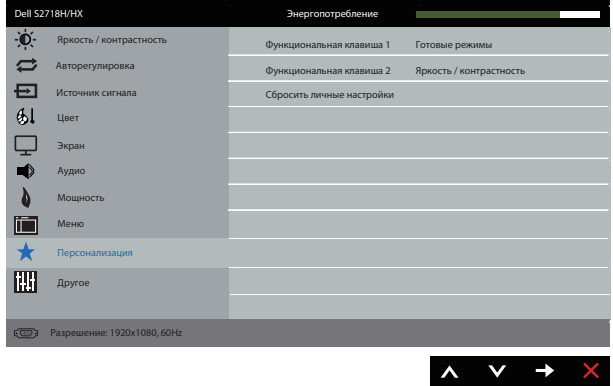 Dell S2718H/HX Энергопотребление
Яркость / контрастность
Функциональная клавиша 1 Готовые режимы
Авторегулировка
Функциональная клавиша 2 Яркость / контрастность
Источник сигнала
Сбросить личные настройки
Цвет
Экран
Аудио
Мощность
Меню
Персонализация
Другое
Разрешение: 1920x1080, 60Hz